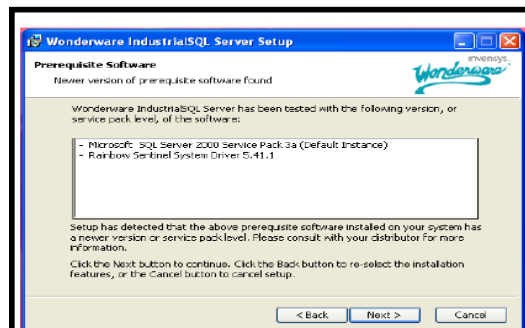 Wonderware IndustrialSQL Server Setup
Prerequisite Software
Newer version of prerequisite software found
invensys
Wonderware
Wonderware IndustrialSQL Server has been tested with the following version, or
service pack level, of the software:
- Microsoft SQL Server 2000 Service Pack 3a (Default Instance)
- Rainbow Sentinel System Driver 5.41.1
Setup has detected that the above prerequisite software installed on your system has
a newer version or service pack level. Please consult with your distributor for more
information.
Click the Next button to continue. Click the Back button to re-select the installation
features, or the Cancel button to cancel setup.
< Back
Next >
Cancel